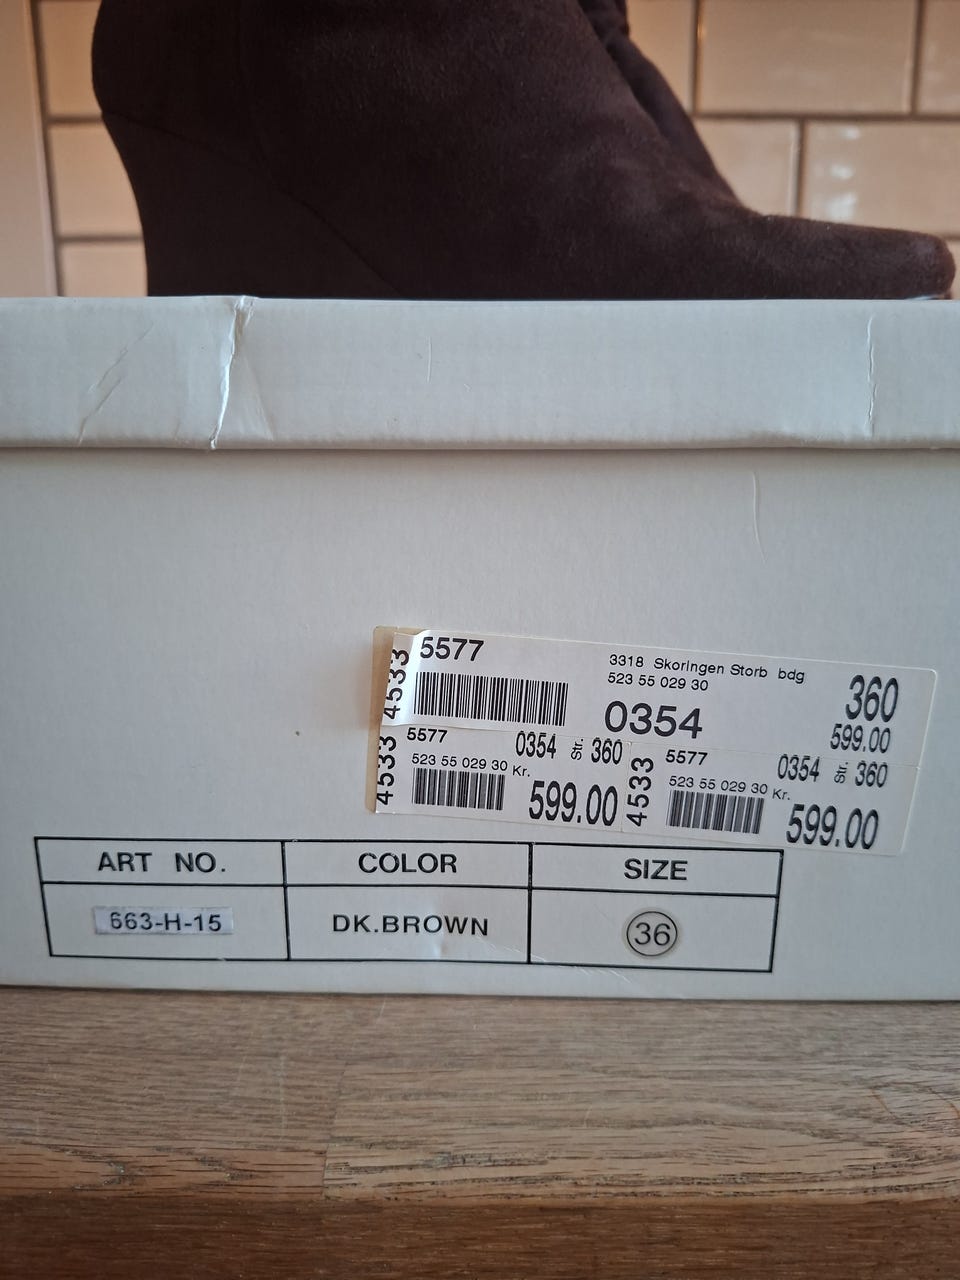 4533
5577
3318 Skoringen Storb bdg
523 55 029 30
0354
360
599.00
4533
5577
0354 Str. 360
523 55 029 30 Kr.
599.00
4533
5577
0354 Str. 360
523 55 029 30 Kr.
599.00
ART NO. COLOR SIZE
663-H-15 DK.BROWN 36